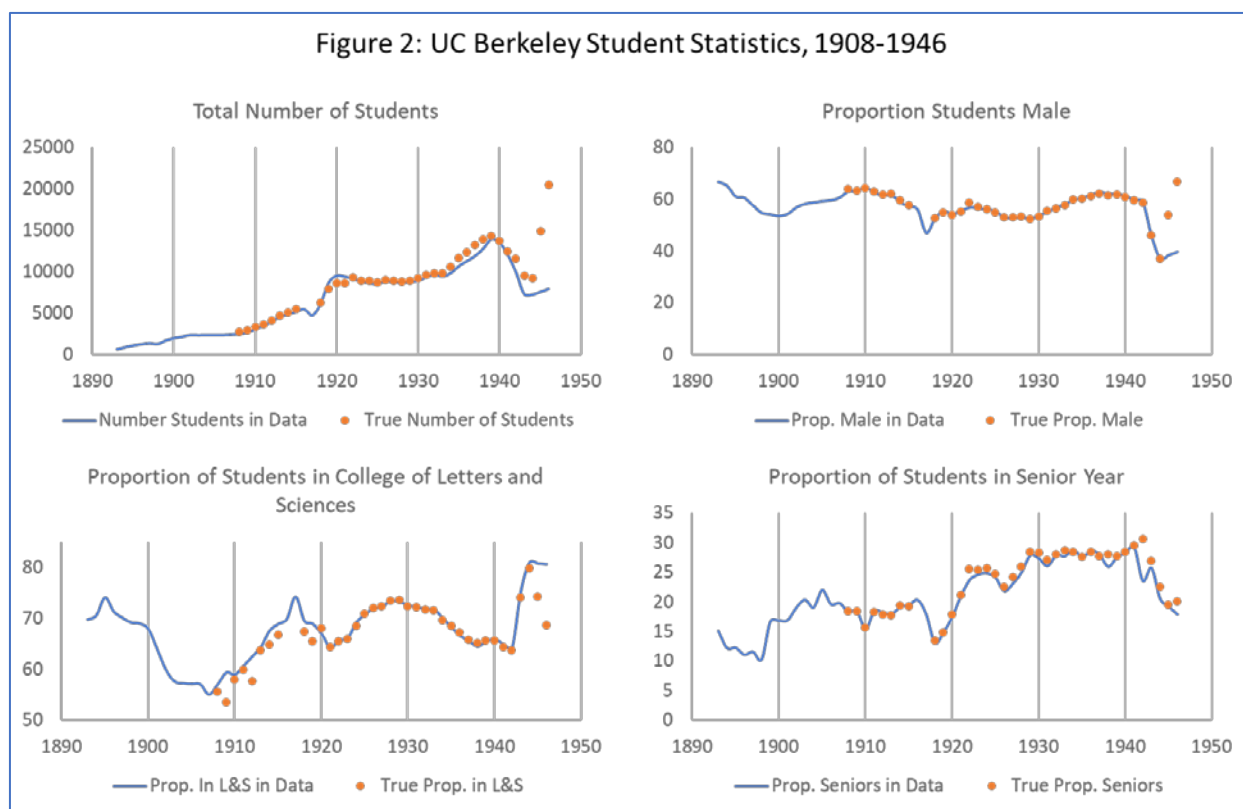 Figure 2: UC Berkeley Student Statistics, 1908-1946
Total Number of Students
25000
20000
15000
10000
5000
0
1890 1900 1910 1920 1930 1940 1950
Number Students in Data True Number of Students
Proportion Students Male
80
60
40
20
0
1890 1900 1910 1920 1930 1940 1950
Prop. Male in Data True Prop. Male
Proportion of Students in College of Letters and
Sciences
80
70
60
50
1890 1900 1910 1920 1930 1940 1950
Prop. In L&S in Data True Prop. in L&S
Proportion of Students in Senior Year
35
30
25
20
15
10
5
0
1890 1900 1910 1920 1930 1940 1950
Prop. Seniors in Data True Prop. Seniors